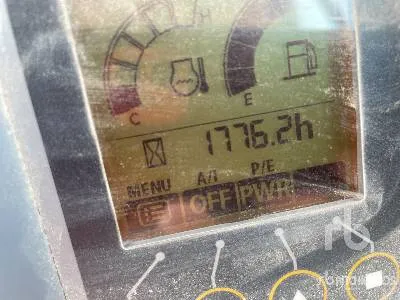 H
C
E
1776.2h
MENU A/I P/E
OFF PWR